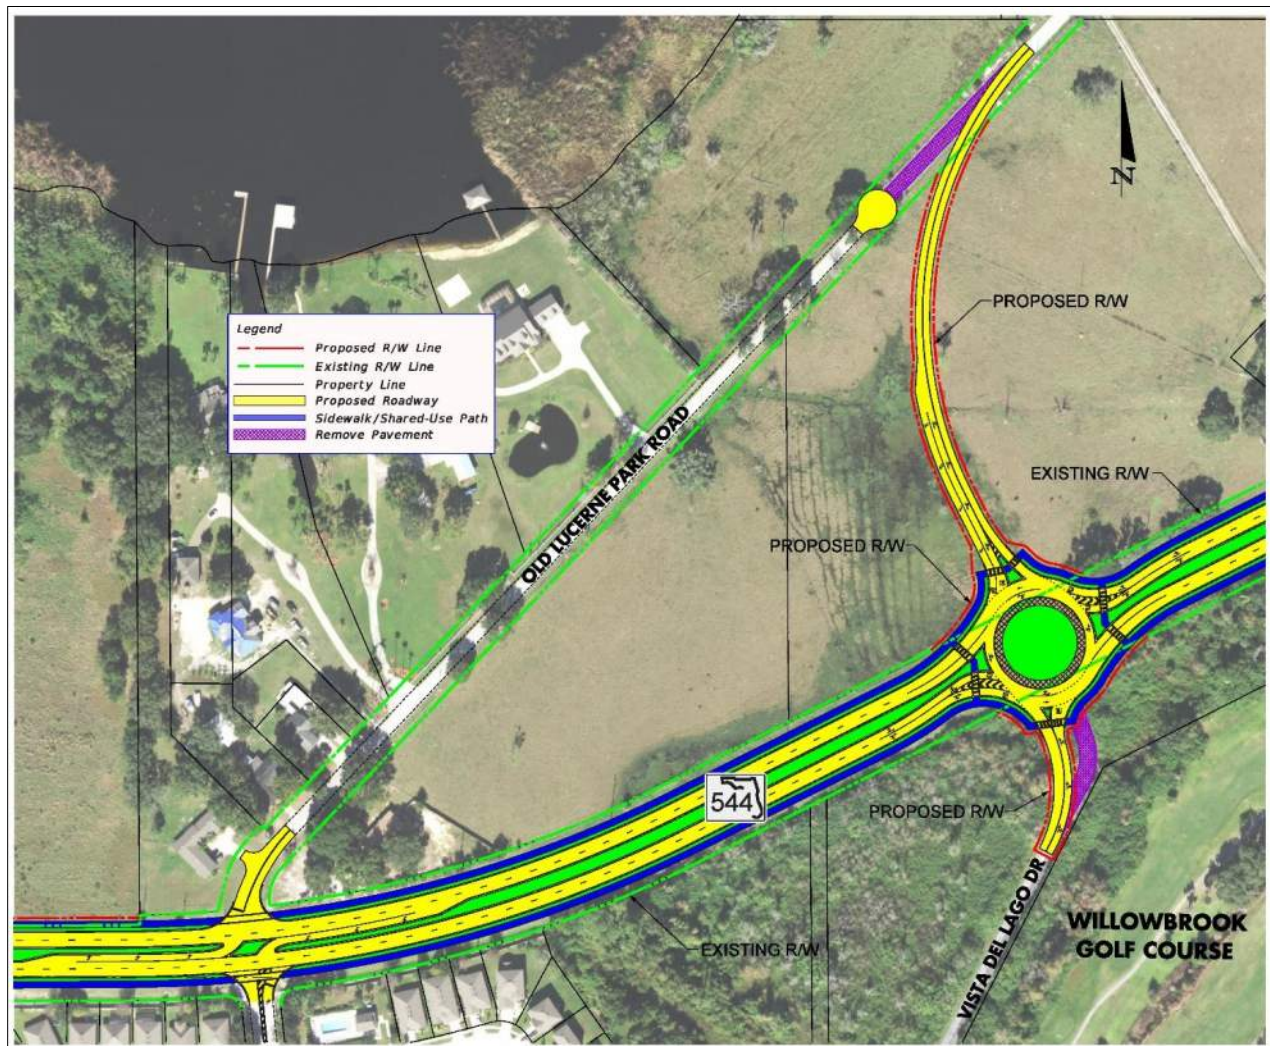 N
PROPOSED R/W
Legend
Proposed R/W Line
Existing R/W Line
Property Line
Proposed Roadway
Sidewalk/Shared-Use Path
Remove Pavement
OLD LUCERNE PARK ROAD
EXISTING R/W
PROPOSED R/W
544
PROPOSED R/W
VISTA DEL LAGO DR
WILLOWBROOK
GOLF COURSE
EXISTING R/W